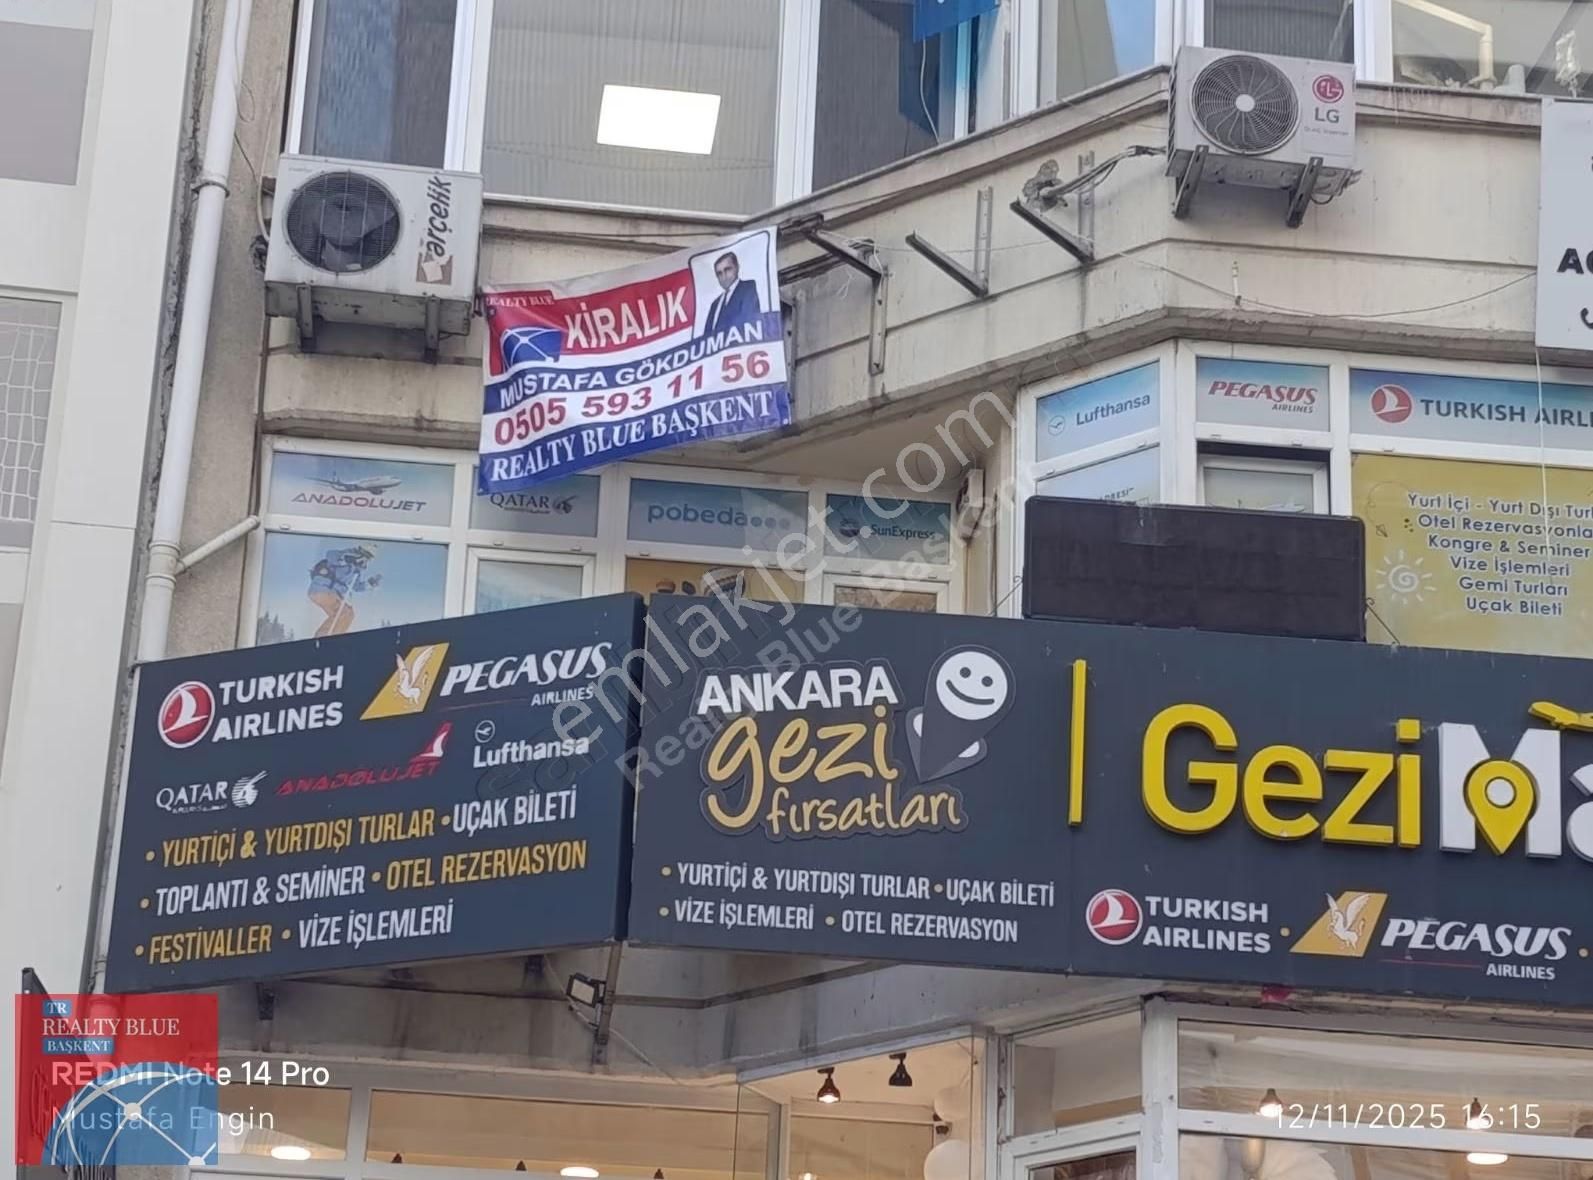 LG
arçelik
REALTY BLUE
KİRALIK
MUSTAFA GÖKDUMAN
0505 593 11 56
REALTY BLUE BAŞKENT
Lufthansa
PEGASUS
AIRLINES
TURKISH AIRL
ANADOLUJET
QATAR
pobeda
SunExpress
Yurt İçi - Yurt Dışı Turl
Otel Rezervasyonla
Kongre & Seminer
Vize İşlemleri
Gemi Turları
Uçak Bileti
TURKISH
AIRLINES
PEGASUS
AIRLINES
QATAR
ANADOLUJET
Lufthansa
• YURTİÇİ & YURTDIŞI TURLAR • UÇAK BİLETİ
• TOPLANTI & SEMİNER • OTEL REZERVASYON
• FESTİVALLER • VİZE İŞLEMLERİ
ANKARA
gezi
fırsatları
• YURTİÇİ & YURTDIŞI TURLAR • UÇAK BİLETİ
• VİZE İŞLEMLERİ • OTEL REZERVASYON
Gezi Ma
TURKISH
AIRLINES
PEGASUS
AIRLINES
emlakjet.com
Realty Blue Başkent
TR
REALTY BLUE
BAŞKENT
REDMI Note 14 Pro
Mustafa Engin
12/11/2025 16:15